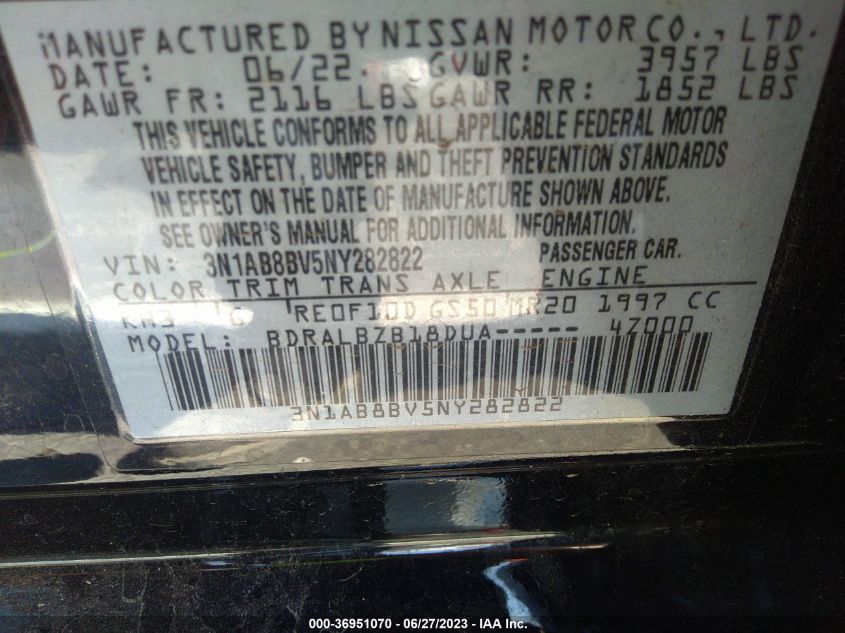 MANUFACTURED BY NISSAN MOTOR CO., LTD.
DATE: 06/22 GVWR: 3957 LBS
GAWR FR: 2116 LBS GAWR RR: 1852 LBS
THIS VEHICLE CONFORMS TO ALL APPLICABLE FEDERAL MOTOR
VEHICLE SAFETY, BUMPER AND THEFT PREVENTION STANDARDS
IN EFFECT ON THE DATE OF MANUFACTURE SHOWN ABOVE.
SEE OWNER'S MANUAL FOR ADDITIONAL INFORMATION.
VIN: 3N1AB8BV5NY282822 PASSENGER CAR.
COLOR TRIM TRANS AXLE ENGINE
KH3 G RE0F10D GS50 MR20 1997 CC
MODEL: BDRALBZB18DUA----- 47000
3N1AB8BV5NY282822
000-36951070 - 06/27/2023 - IAA Inc.